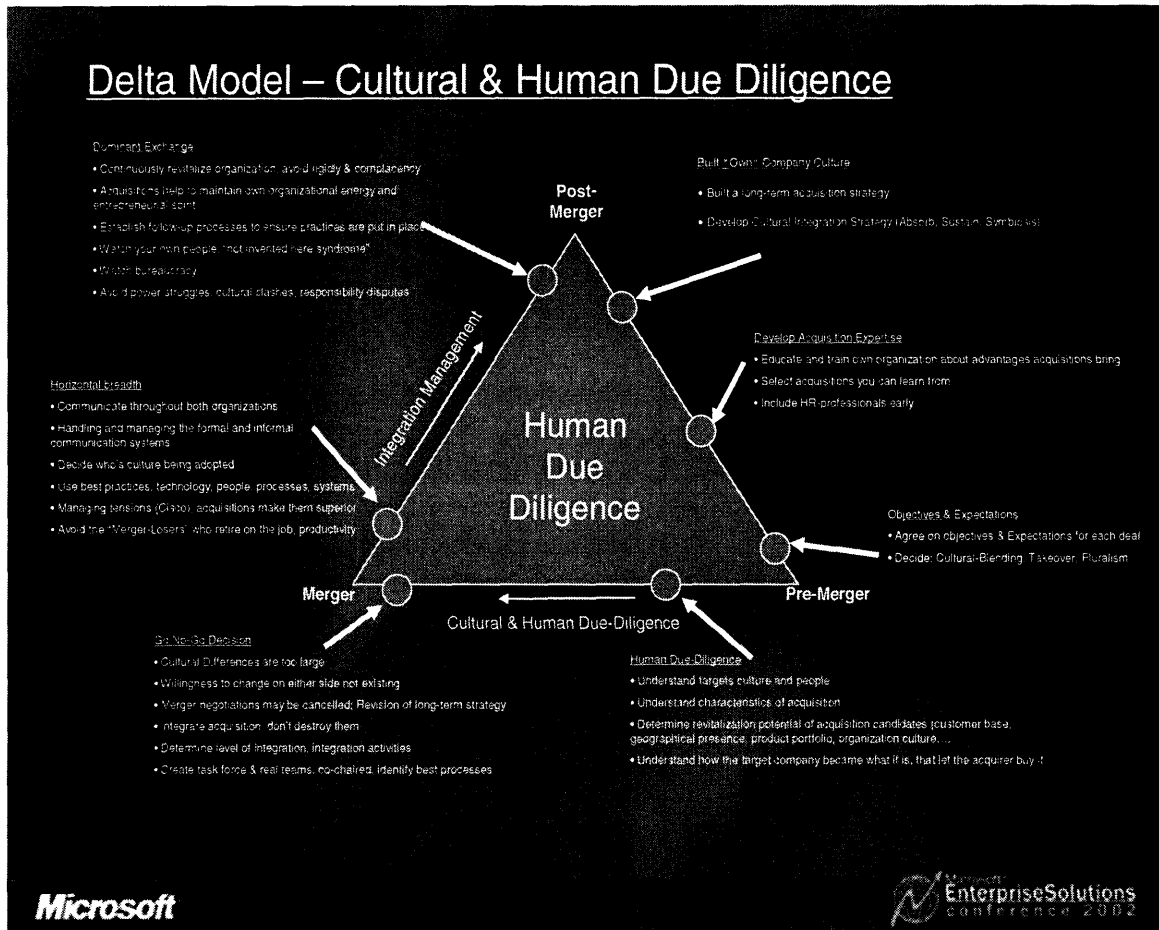 Delta Model – Cultural & Human Due Diligence
Dominant Exchange
• Continuously revitalize organization, avoid rigidly & complacency
• Acquisitions help to maintain own organizational energy and
entrepreneurial spirit
• Establish follow-up processes to ensure practices are put in place
• Watch your own people, "not invented here syndrome"
• Watch bureaucracy
• Avoid power struggles, cultural clashes, responsibility disputes
Built "Own" Company Culture
• Built a long-term acquisition strategy
• Develop Cultural Integration Strategy (Absorb, Sustain, Symbiosis)
Post-
Merger
Develop Acquisition Expertise
• Educate and train own organization about advantages acquisitions bring
• Select acquisitions you can learn from
• Include HR-professionals early
Integration Management
Horizontal breadth
• Communicate throughout both organizations
• Handling and managing the formal and informal
communication systems
• Decide who's culture being adopted
• Use best practices, technology, people, processes, systems
• Managing tensions (Cisco), acquisitions make them superior
• Avoid the "Merger-Losers" who retire on the job, productivity
Human
Due
Diligence
Objectives & Expectations
• Agree on objectives & Expectations for each deal
• Decide: Cultural-Blending, Takeover, Pluralism
Merger
Pre-Merger
Cultural & Human Due-Diligence
Go No-Go Decision
• Cultural Differences are too large
• Willingness to change on either side not existing
• Merger negotiations may be cancelled; Revision of long-term strategy
• Integrate acquisition, don't destroy them
• Determine level of Integration, integration activities
• Create task force & real teams, co-chaired, identify best processes
Human Due-Diligence
• Understand targets culture and people
• Understand characteristics of acquisition
• Determine revitalization potential of acquisition candidates (customer base,
geographical presence, product portfolio, organization culture....
• Understand how the target company became what it is, that let the acquirer buy it
Microsoft
Microsoft
EnterpriseSolutions
conference 2002